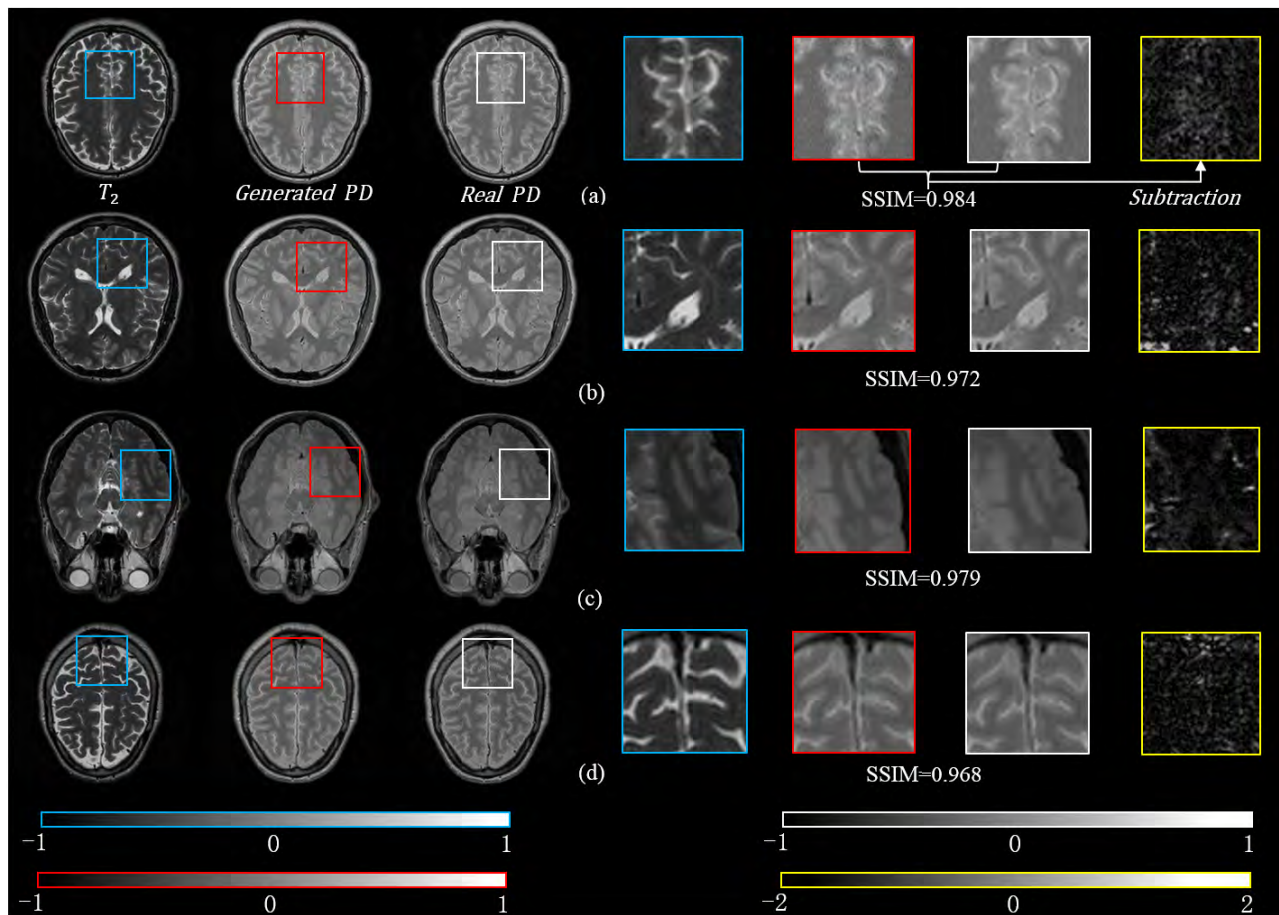 T₂ Generated PD Real PD (a) SSIM=0.984 Subtraction
(b) SSIM=0.972
(c) SSIM=0.979
(d) SSIM=0.968
−1 0 1 −1 0 1
−1 0 1 −2 0 2